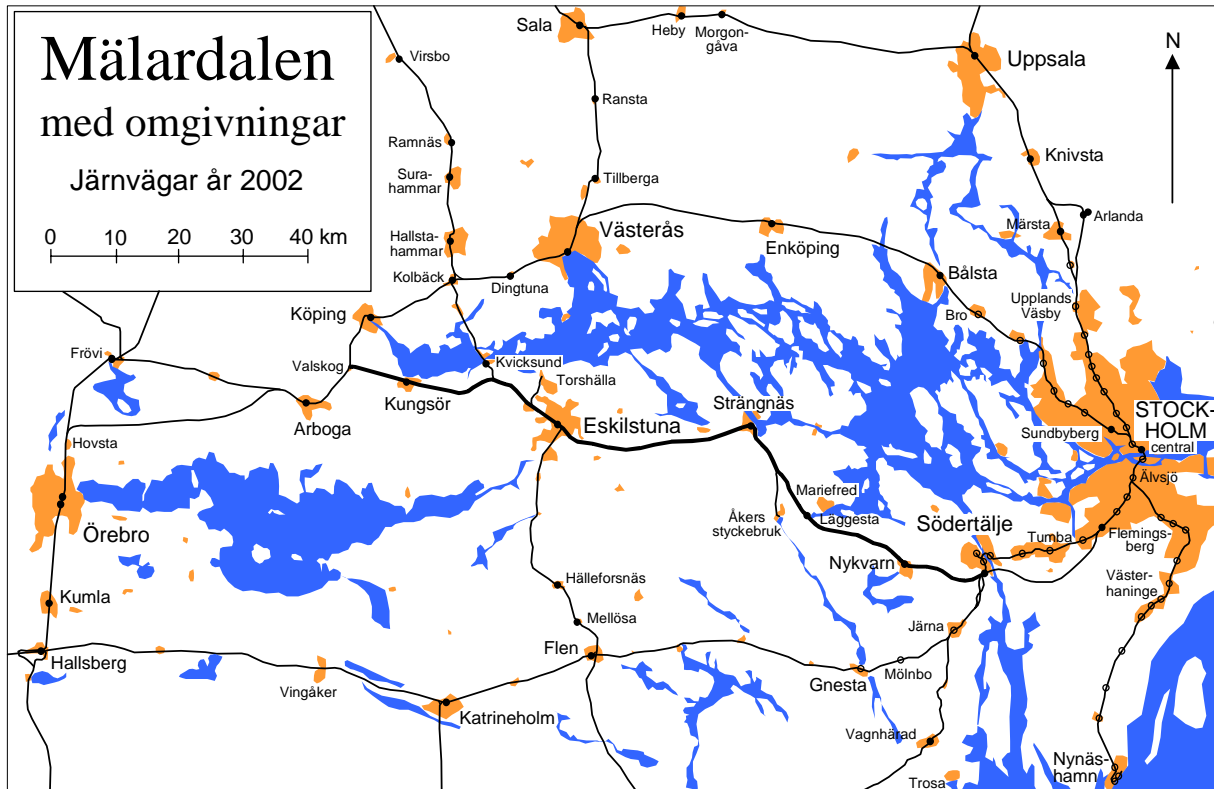 Mälardalen
med omgivningar
Järnvägar år 2002
0 10 20 30 40 km
N
Sala
Heby
Morgon-
gåva
Uppsala
Virsbo
Ransta
Ramnäs
Knivsta
Sura-
hammar
Tillberga
Arlanda
Märsta
Hallsta-
hammar
Västerås
Enköping
Kolbäck
Dingtuna
Bålsta
Upplands
Väsby
Bro
Köping
Frövi
Valskog
Kvicksund
Torshälla
Kungsör
Arboga
Eskilstuna
Strängnäs
STOCK-
HOLM
central
Sundbyberg
Hovsta
Älvsjö
Mariefred
Läggesta
Åkers
styckebruk
Örebro
Södertälje
Tumba
Flemings-
berg
Nykvarn
Hälleforsnäs
Väster-
haninge
Kumla
Mellösa
Järna
Hallsberg
Flen
Vingåker
Gnesta
Mölnbo
Katrineholm
Vagnhärad
Trosa
Nynäs-
hamn